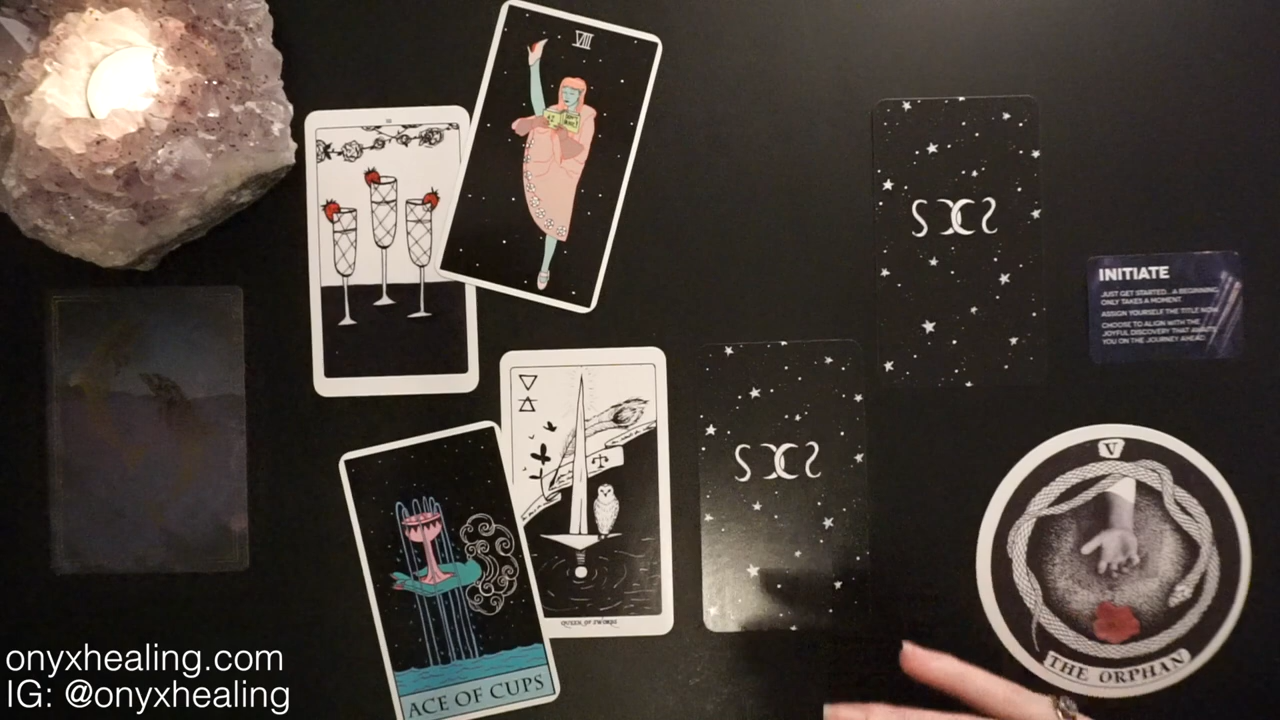 VIII
III
INITIATE
JUST GET STARTED...A BEGINNING
ONLY TAKES A MOMENT.
ASSIGN YOURSELF THE TITLE NOW
CHOOSE TO ALIGN WITH THE
JOYFUL DISCOVERY THAT AWAITS
YOU ON THE JOURNEY AHEAD.
V
THE ORPHAN
QUEEN OF SWORDS
ACE OF CUPS
onyxhealing.com
IG: @onyxhealing